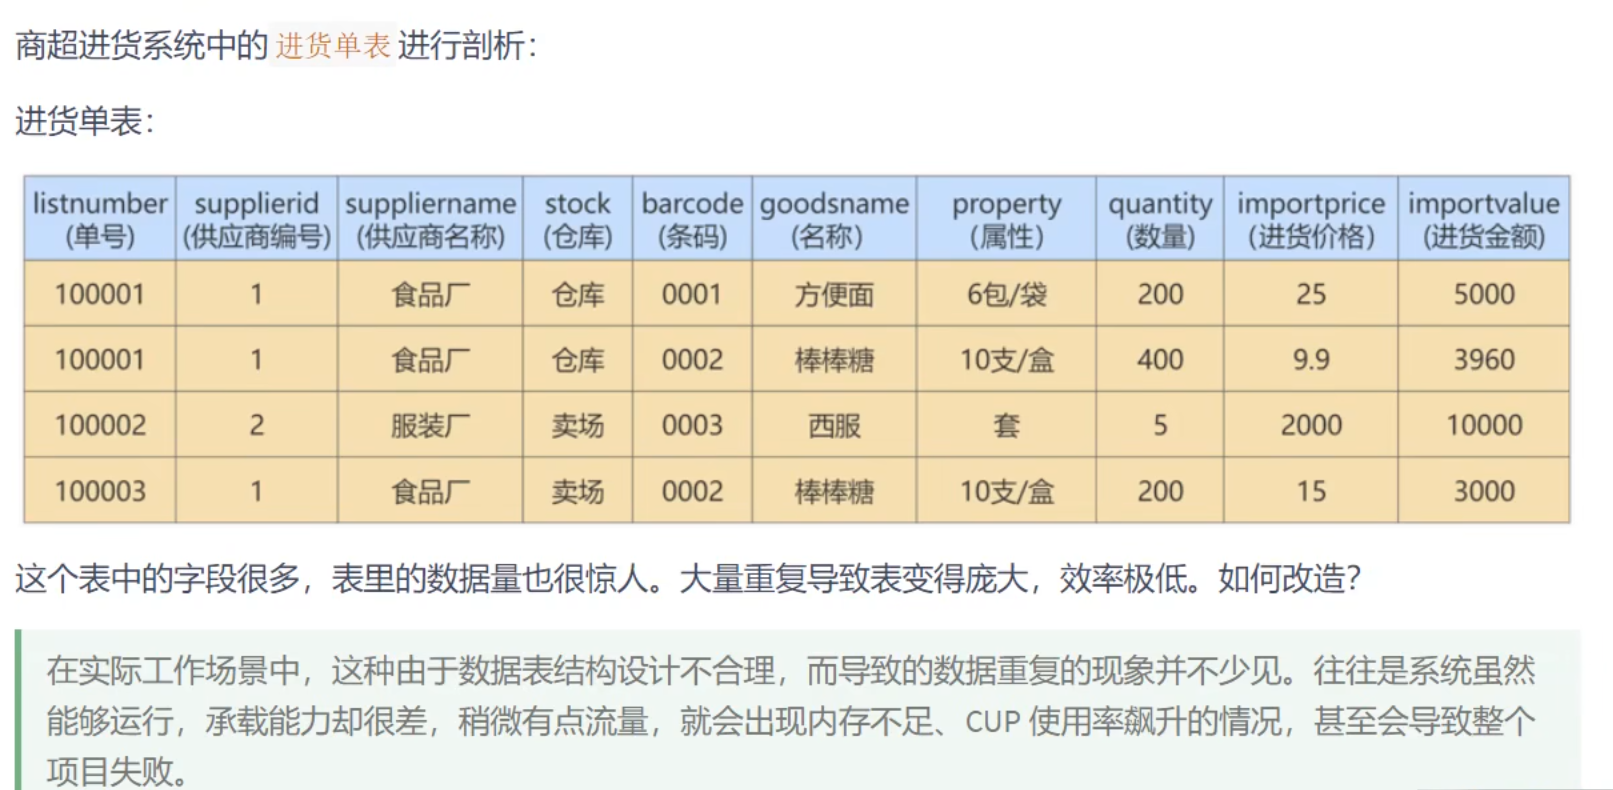 商超进货系统中的 进货单表 进行剖析：
进货单表：
listnumber supplierid suppliername stock barcode goodsname property quantity importprice importvalue
(单号) (供应商编号) (供应商名称) (仓库) (条码) (名称) (属性) (数量) (进货价格) (进货金额)
100001 1 食品厂 仓库 0001 方便面 6包/袋 200 25 5000
100001 1 食品厂 仓库 0002 棒棒糖 10支/盒 400 9.9 3960
100002 2 服装厂 卖场 0003 西服 套 5 2000 10000
100003 1 食品厂 卖场 0002 棒棒糖 10支/盒 200 15 3000
这个表中的字段很多，表里的数据量也很惊人。大量重复导致表变得庞大，效率极低。如何改造？
在实际工作场景中，这种由于数据表结构设计不合理，而导致的数据重复的现象并不少见。往往是系统虽然
能够运行，承载能力却很差，稍微有点流量，就会出现内存不足、CUP 使用率飙升的情况，甚至会导致整个
项目失败。